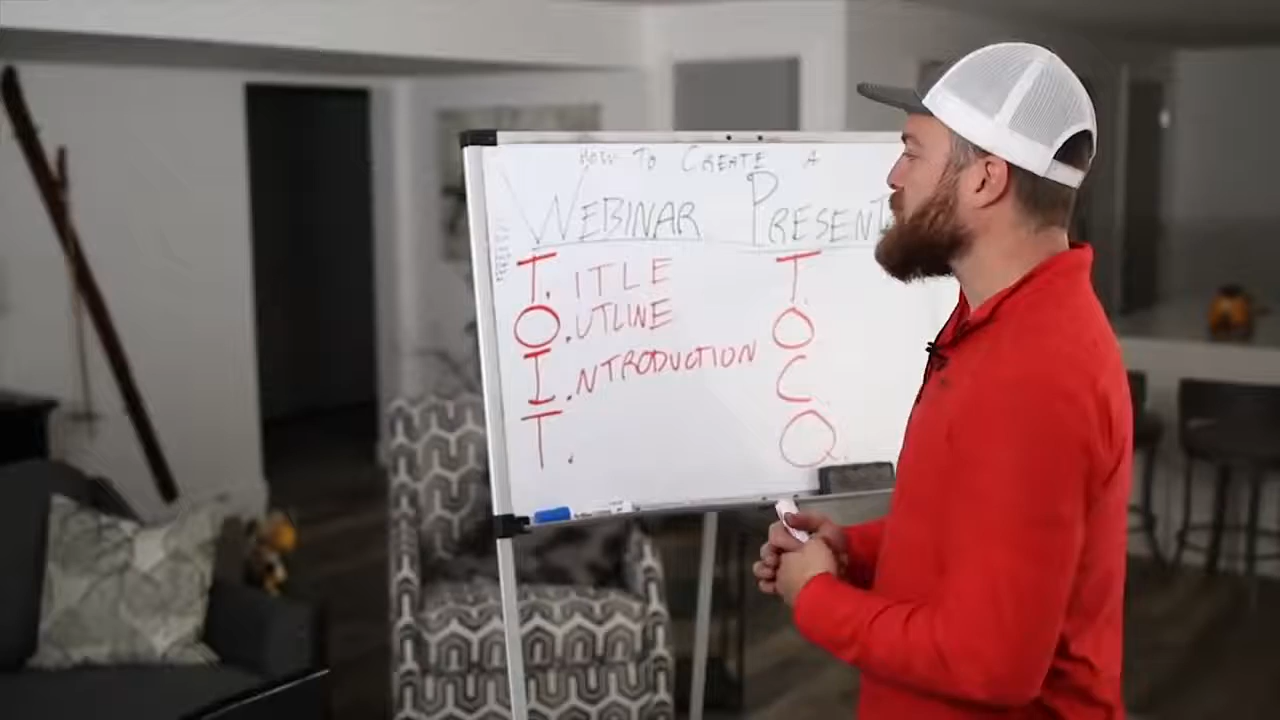 HOW TO CREATE A
WEBINAR PRESENT
T.ITLE
O.UTLINE
I.NTRODUCTION
T.
T.
O
C
Q.